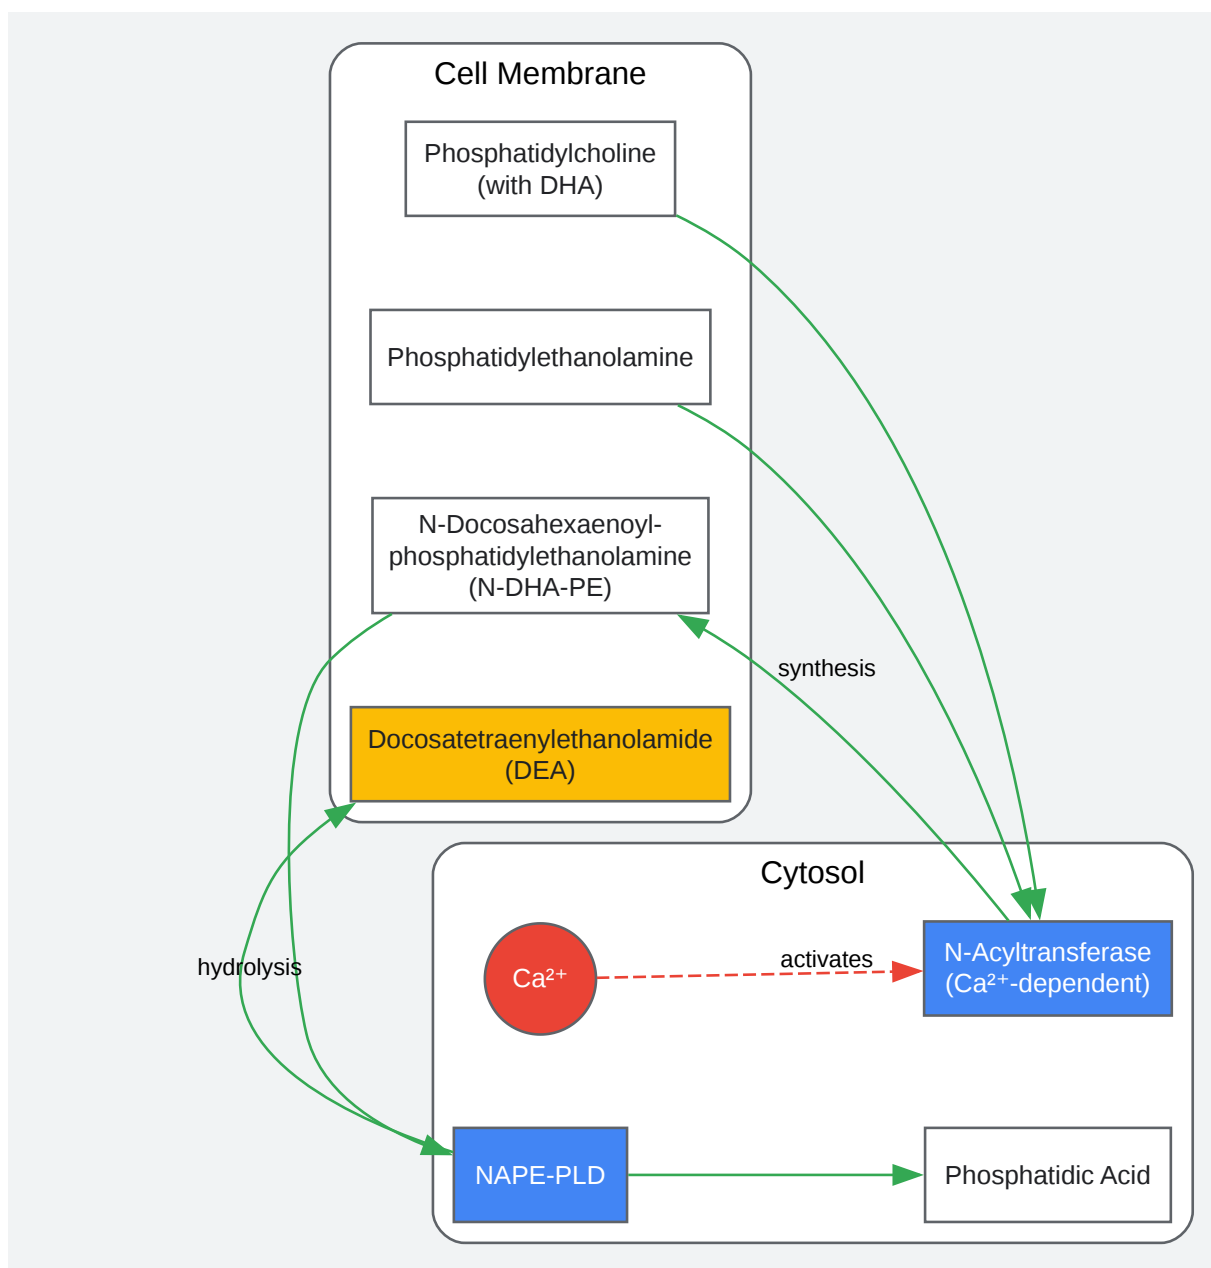 Cell Membrane
Phosphatidylcholine
(with DHA)
Phosphatidylethanolamine
N-Docosahexaenoyl-
phosphatidylethanolamine
(N-DHA-PE)
synthesis
Docosatetraenylethanolamide
(DEA)
Cytosol
hydrolysis
Ca²⁺
activates
N-Acyltransferase
(Ca²⁺-dependent)
NAPE-PLD
Phosphatidic Acid